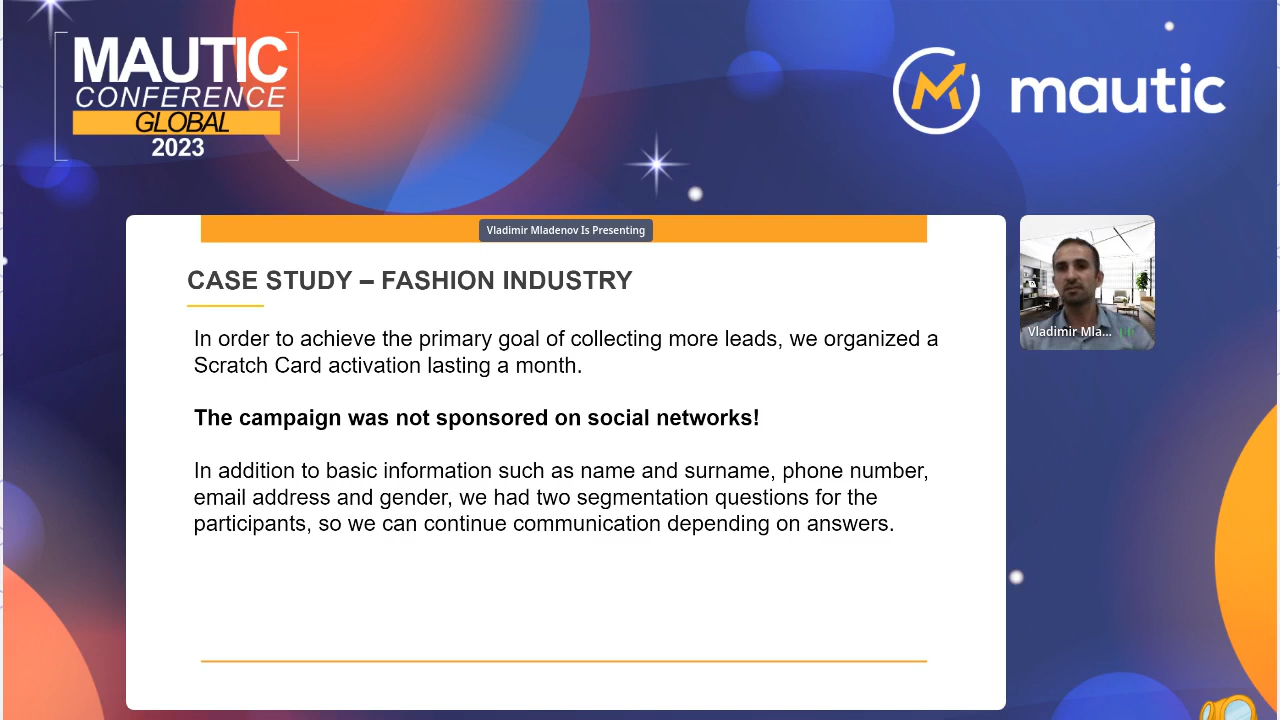 MAUTIC
CONFERENCE
GLOBAL
2023
mautic
Vladimir Mladenov Is Presenting
CASE STUDY – FASHION INDUSTRY
In order to achieve the primary goal of collecting more leads, we organized a
Scratch Card activation lasting a month.
The campaign was not sponsored on social networks!
In addition to basic information such as name and surname, phone number,
email address and gender, we had two segmentation questions for the
participants, so we can continue communication depending on answers.
Vladimir Mla...